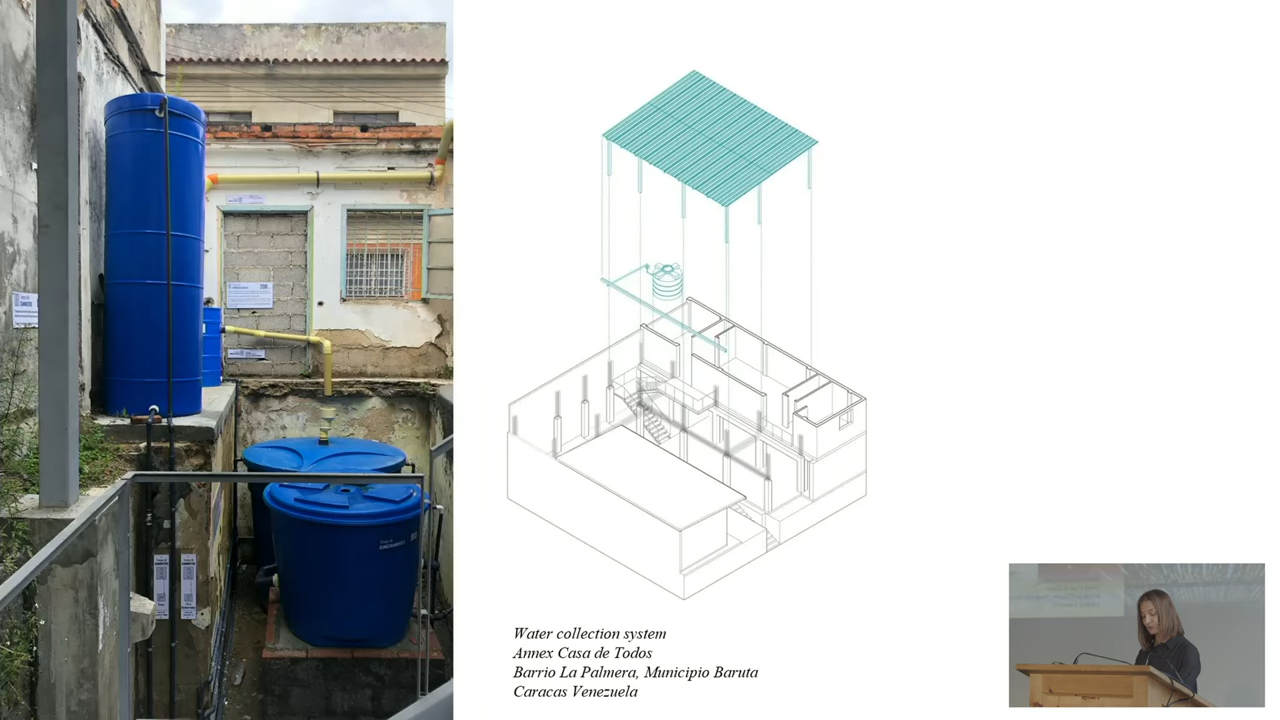 Water collection system
Annex Casa de Todos
Barrio La Palmera, Municipio Baruta
Caracas Venezuela